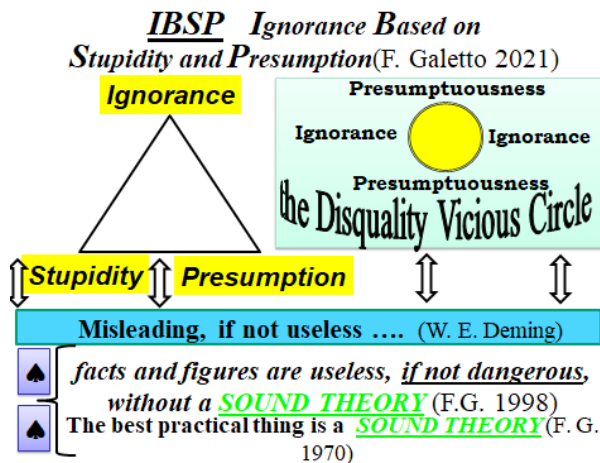 IBSP Ignorance Based on
Stupidity and Presumption(F. Galetto 2021)
Ignorance
Stupidity
Presumption
Presumptuousness
Ignorance Ignorance
Presumptuousness
the Disquality Vicious Circle
Misleading, if not useless .... (W. E. Deming)
facts and figures are useless, if not dangerous,
without a SOUND THEORY (F.G. 1998)
The best practical thing is a SOUND THEORY(F. G.
1970)